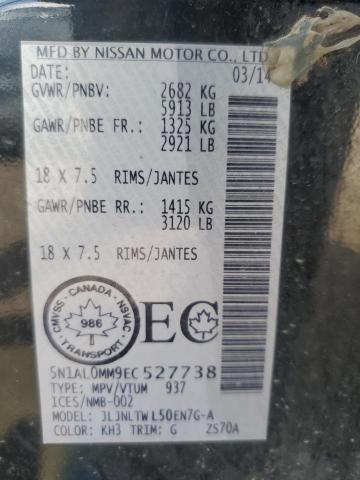 MFD BY NISSAN MOTOR CO., LTD
DATE: 03/14
GVWR/PNBV: 2682 KG
5913 LB
GAWR/PNBE FR: 1325 KG
2921 LB
18 X 7.5 RIMS/JANTES
GAWR/PNBE RR: 1415 KG
3120 LB
18 X 7.5 RIMS/JANTES
CMVSS - CANADA - NSVAC
986
TRANSPORT
EC
5N1AL0MM9EC527738
TYPE: MPV/VTUM 937
ICES/NMB-002
MODEL: JLJNLTW L50EN7G-A
COLOR: KH3 TRIM: G ZS70A